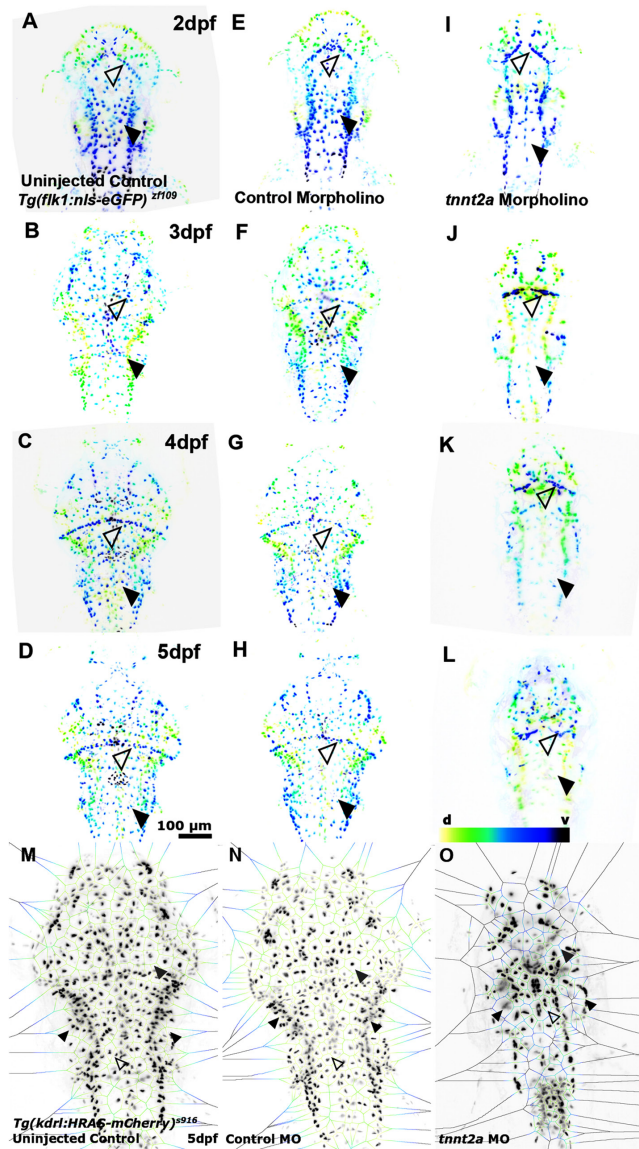 A 2dpf E I
Uninjected Control
Tg(flk1:nls-eGFP) zf109
Control Morpholino
tnnt2a Morpholino
B 3dpf F J
C 4dpf G K
D 5dpf H L
100 µm
d v
M N O
Tg(kdrl:HRAS-mCherry)s916
Uninjected Control 5dpf
Control MO
tnnt2a MO